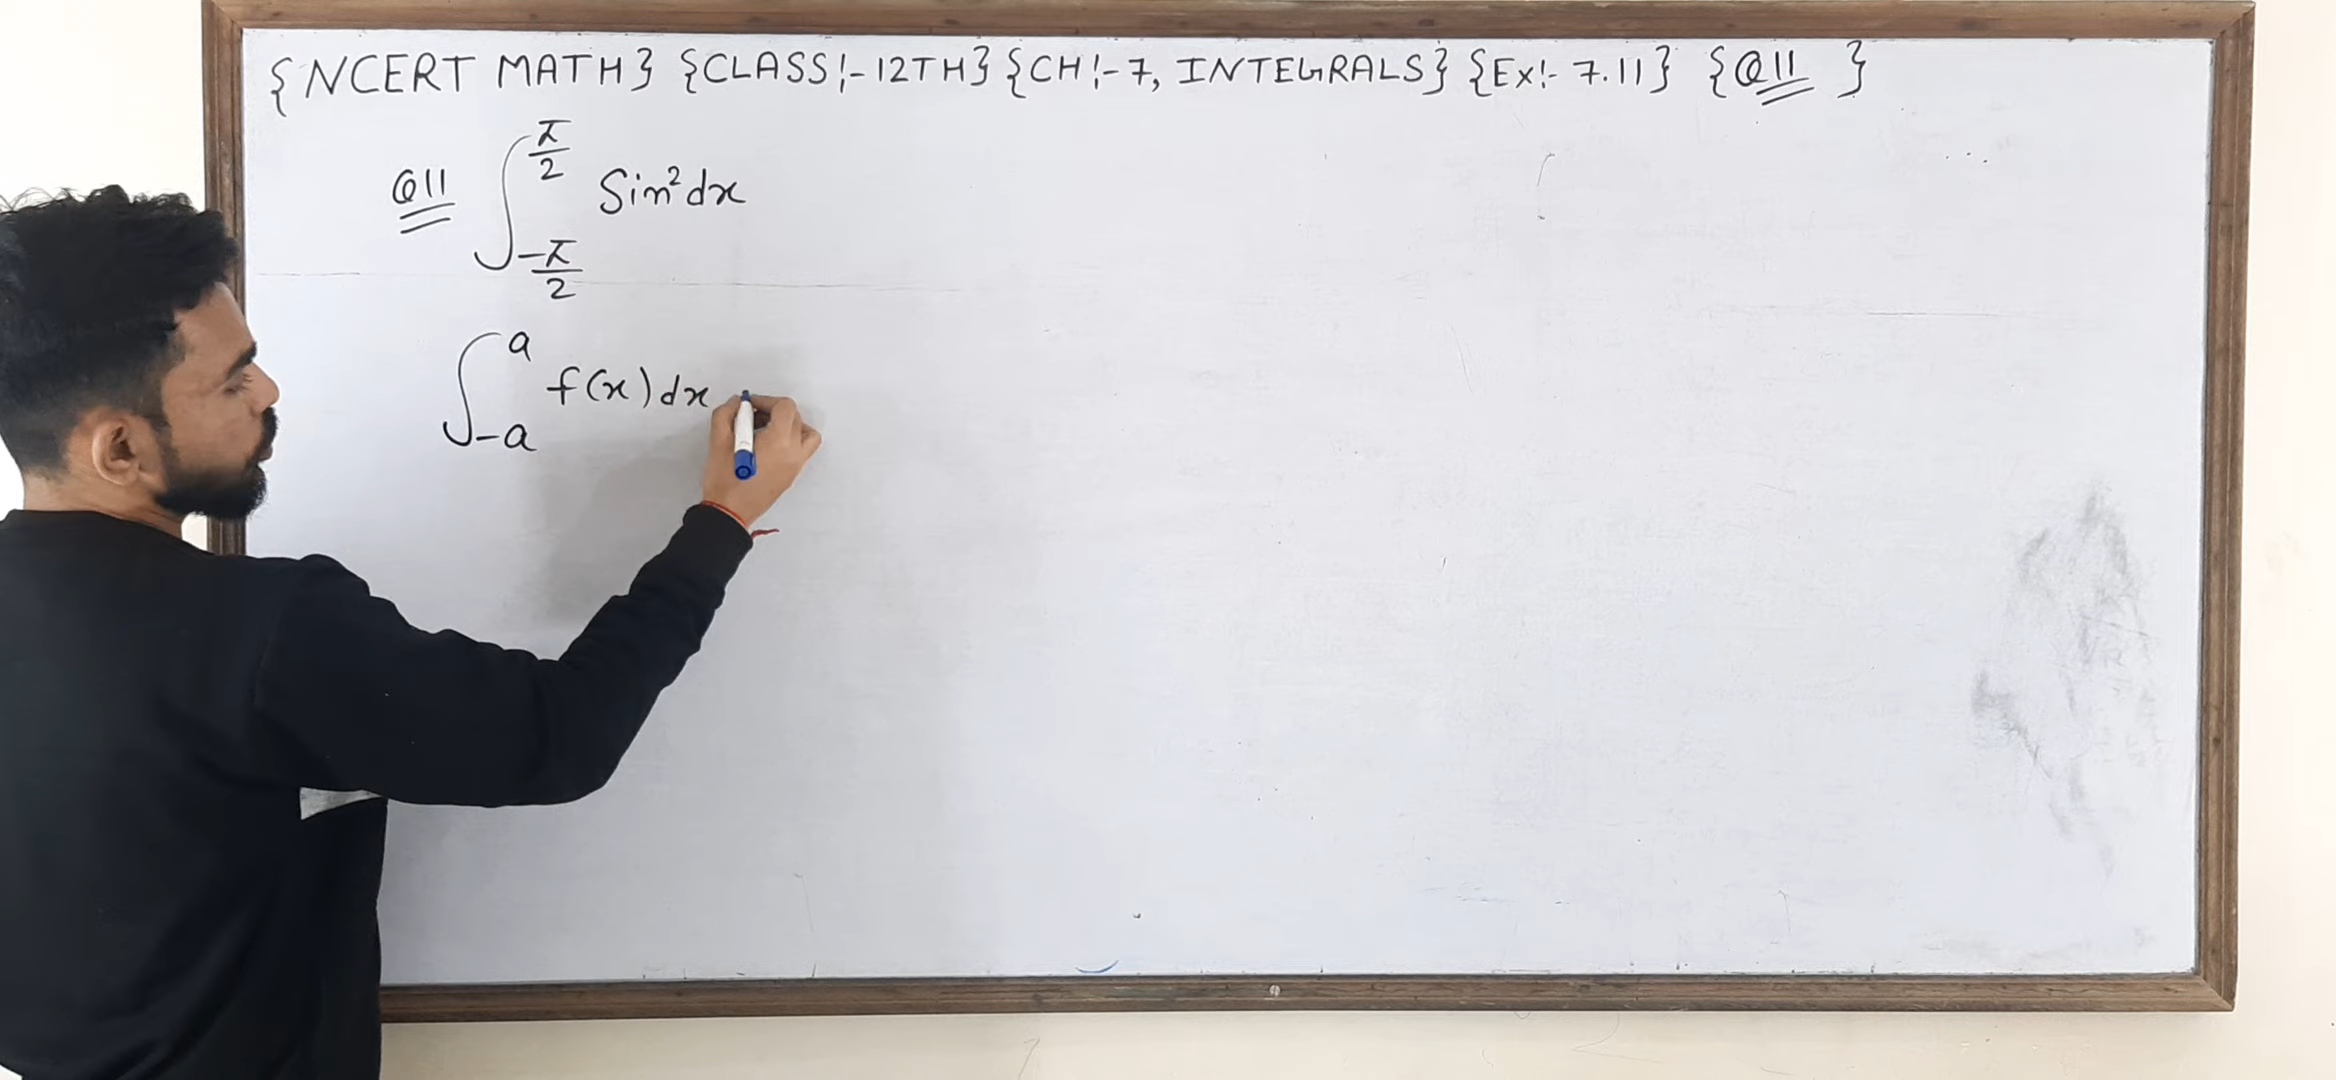 {NCERT MATH} {CLASS:-12TH} {CH:-7, INTEGRALS} {Ex:- 7.11} {Q11 }
Q11 ∫_{-π/2}^{π/2} Sin²dx
∫_{-a}^{a} f(x)dx